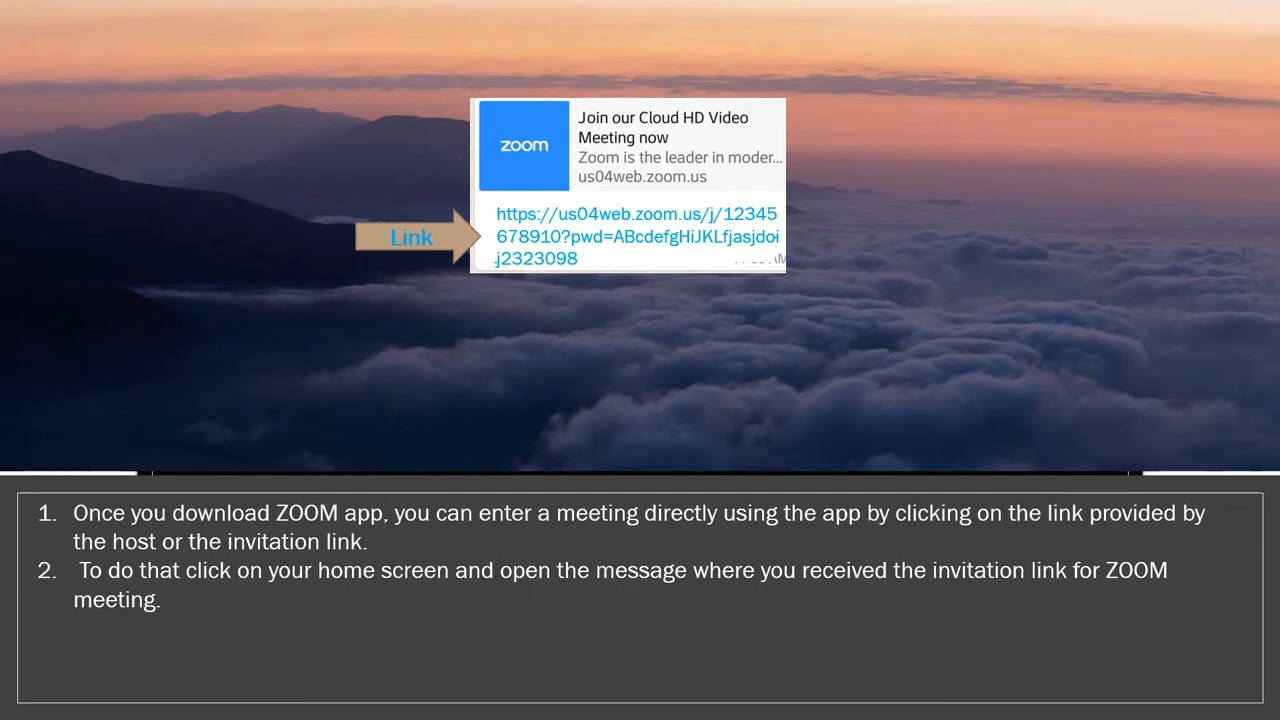 zoom
Join our Cloud HD Video
Meeting now
Zoom is the leader in moder...
us04web.zoom.us
https://us04web.zoom.us/j/12345
678910?pwd=ABcdefgHiJKLfjasjdoi
j2323098
Link
1. Once you download ZOOM app, you can enter a meeting directly using the app by clicking on the link provided by
the host or the invitation link.
2. To do that click on your home screen and open the message where you received the invitation link for ZOOM
meeting.